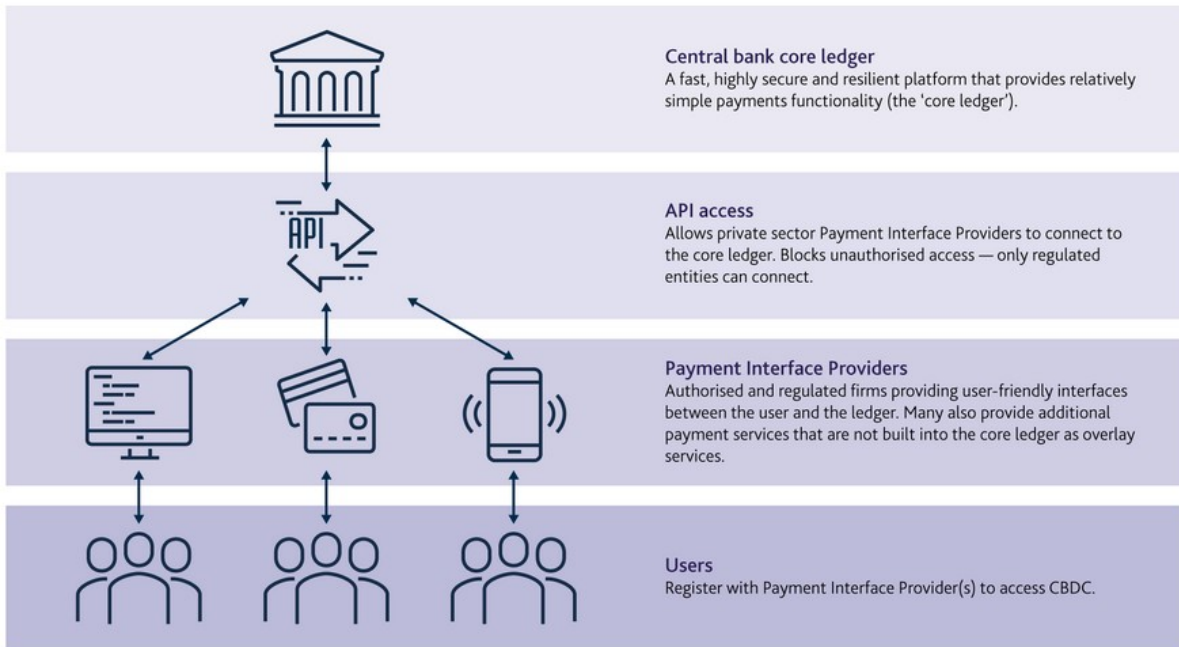 Central bank core ledger
A fast, highly secure and resilient platform that provides relatively
simple payments functionality (the ‘core ledger’).
API
API access
Allows private sector Payment Interface Providers to connect to
the core ledger. Blocks unauthorised access — only regulated
entities can connect.
Payment Interface Providers
Authorised and regulated firms providing user-friendly interfaces
between the user and the ledger. Many also provide additional
payment services that are not built into the core ledger as overlay
services.
Users
Register with Payment Interface Provider(s) to access CBDC.